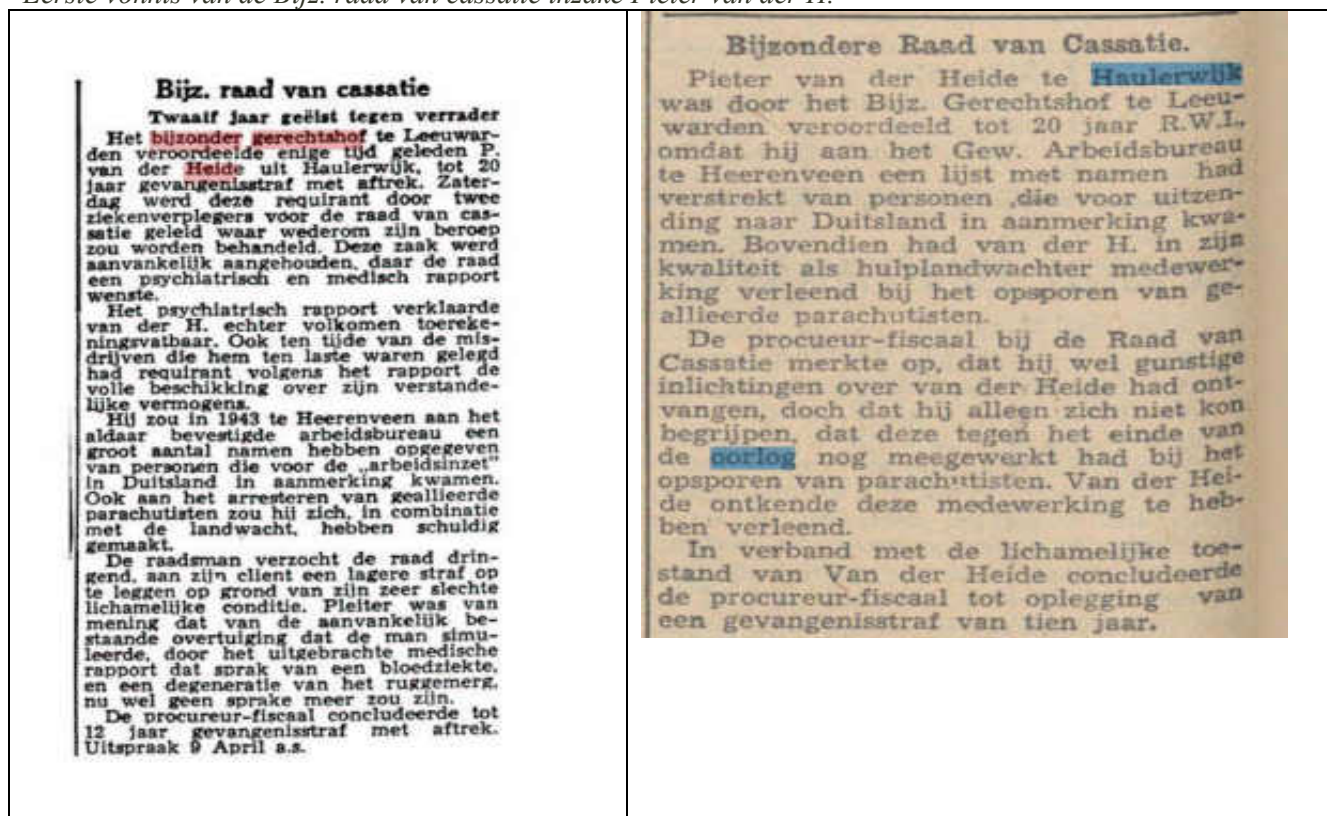 Eerste vonnis van de Bijz. raad van cassatie inzake Pieter van der H.
Bijz. raad van cassatie
Twaalf jaar geëist tegen verrader
Het bijzonder gerechtshof te Leeuwar-
den veroordeelde enige tijd geleden P.
van der Heide uit Haulerwijk, tot 20
jaar gevangenisstraf met aftrek. Zater-
dag werd deze requirant door twee
ziekenverplegers voor de raad van cas-
satie geleid waar wederom zijn beroep
zou worden behandeld. Deze zaak werd
aanvankelijk aangehouden, daar de raad
een psychiatrisch en medisch rapport
wenste.
Het psychiatrisch rapport verklaarde
van der H. echter volkomen toereke-
ningsvatbaar. Ook ten tijde van de mis-
drijven die hem ten laste waren gelegd
had requirant volgens het rapport de
volle beschikking over zijn verstande-
lijke vermogens.
Hij zou in 1943 te Heerenveen aan het
aldaar bevestigde arbeidsbureau een
groot aantal namen hebben opgegeven
van personen die voor de „arbeidsinzet”
in Duitsland in aanmerking kwamen.
Ook aan het arresteren van geallieerde
parachutisten zou hij zich, in combinatie
met de landwacht, hebben schuldig
gemaakt.
De raadsman verzocht de raad drin-
gend, aan zijn client een lagere straf op
te leggen op grond van zijn zeer slechte
lichamelijke conditie. Pleiter was van
mening dat van de aanvankelijk be-
staande overtuiging dat de man simu-
leerde, door het uitgebrachte medische
rapport dat sprak van een bloedziekte,
en een degeneratie van het ruggemerg,
nu wel geen sprake meer zou zijn.
De procureur-fiscaal concludeerde tot
12 jaar gevangenisstraf met aftrek.
Uitspraak 9 April a.s.
Bijzondere Raad van Cassatie.
Pieter van der Heide te Haulerwijk
was door het Bijz. Gerechtshof te Leeu-
warden veroordeeld tot 20 jaar R.W.I.,
omdat hij aan het Gew. Arbeidsbureau
te Heerenveen een lijst met namen had
verstrekt van personen ,die voor uitzen-
ding naar Duitsland in aanmerking kwa-
men. Bovendien had van der H. in zijn
kwaliteit als hulplandwachter medewer-
king verleend bij het opsporen van ge-
allieerde parachutisten.
De procueur-fiscaal bij de Raad van
Cassatie merkte op, dat hij wel gunstige
inlichtingen over van der Heide had ont-
vangen, doch dat hij alleen zich niet kon
begrijpen, dat deze tegen het einde van
de oorlog nog meegewerkt had bij het
opsporen van parachutisten. Van der Hei-
de ontkende deze medewerking te heb-
ben verleend.
In verband met de lichamelijke toe-
stand van Van der Heide concludeerde
de procureur-fiscaal tot oplegging van
een gevangenisstraf van tien jaar.